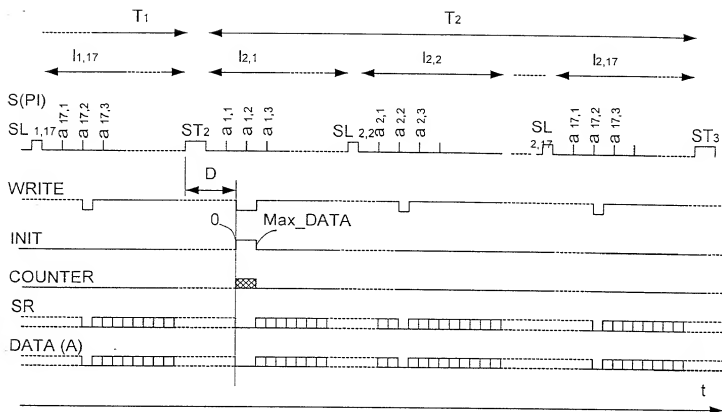 T1 T2
I1,17 I2,1 I2,2 I2,17
S(PI)
a 17,1 a 17,2 a 17,3 a 1,1 a 1,2 a 1,3 a 2,1 a 2,2 a 2,3 a 17,1 a 17,2 a 17,3
SL 1,17 ST2 SL 2,2 SL 2,17 ST3
D
WRITE
0 Max_DATA
INIT
COUNTER
SR
DATA (A)
t